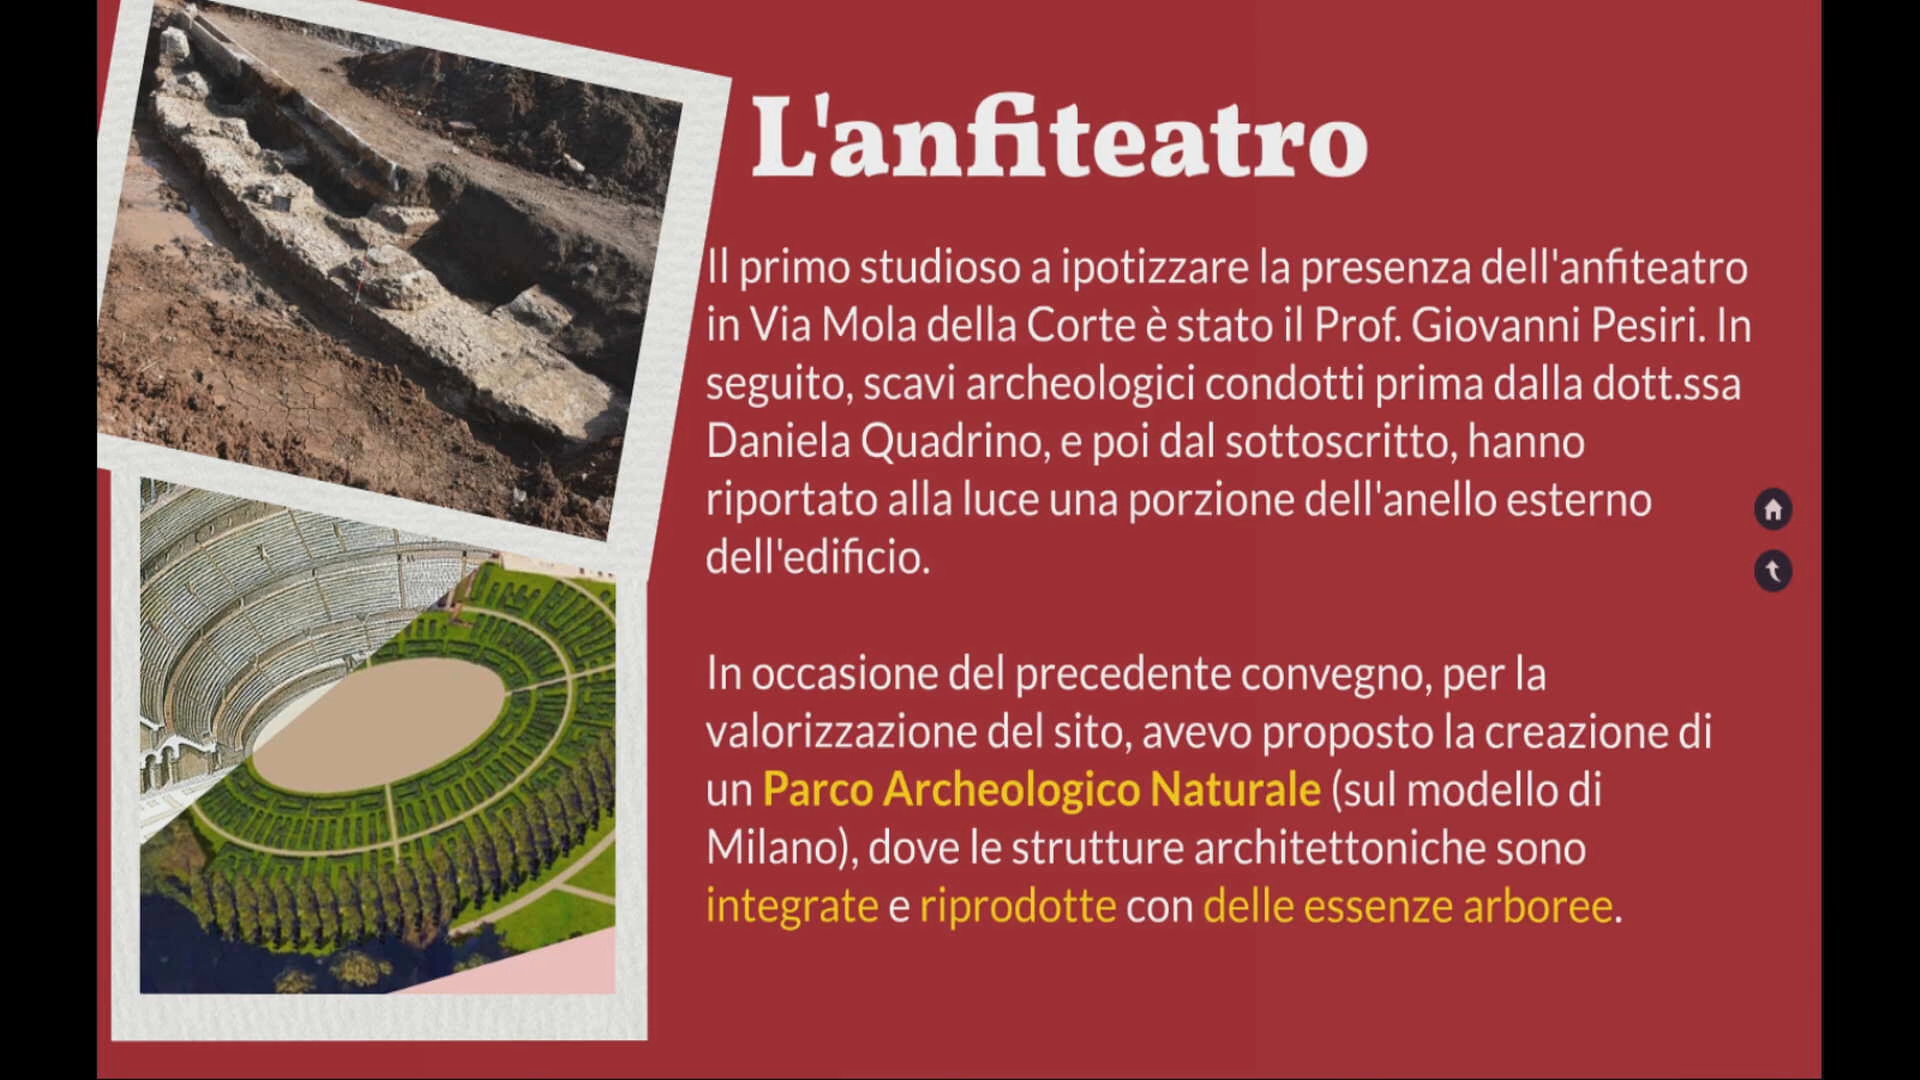 L'anfiteatro
Il primo studioso a ipotizzare la presenza dell'anfiteatro
in Via Mola della Corte è stato il Prof. Giovanni Pesiri. In
seguito, scavi archeologici condotti prima dalla dott.ssa
Daniela Quadrino, e poi dal sottoscritto, hanno
riportato alla luce una porzione dell'anello esterno
dell'edificio.
In occasione del precedente convegno, per la
valorizzazione del sito, avevo proposto la creazione di
un Parco Archeologico Naturale (sul modello di
Milano), dove le strutture architettoniche sono
integrate e riprodotte con delle essenze arboree.